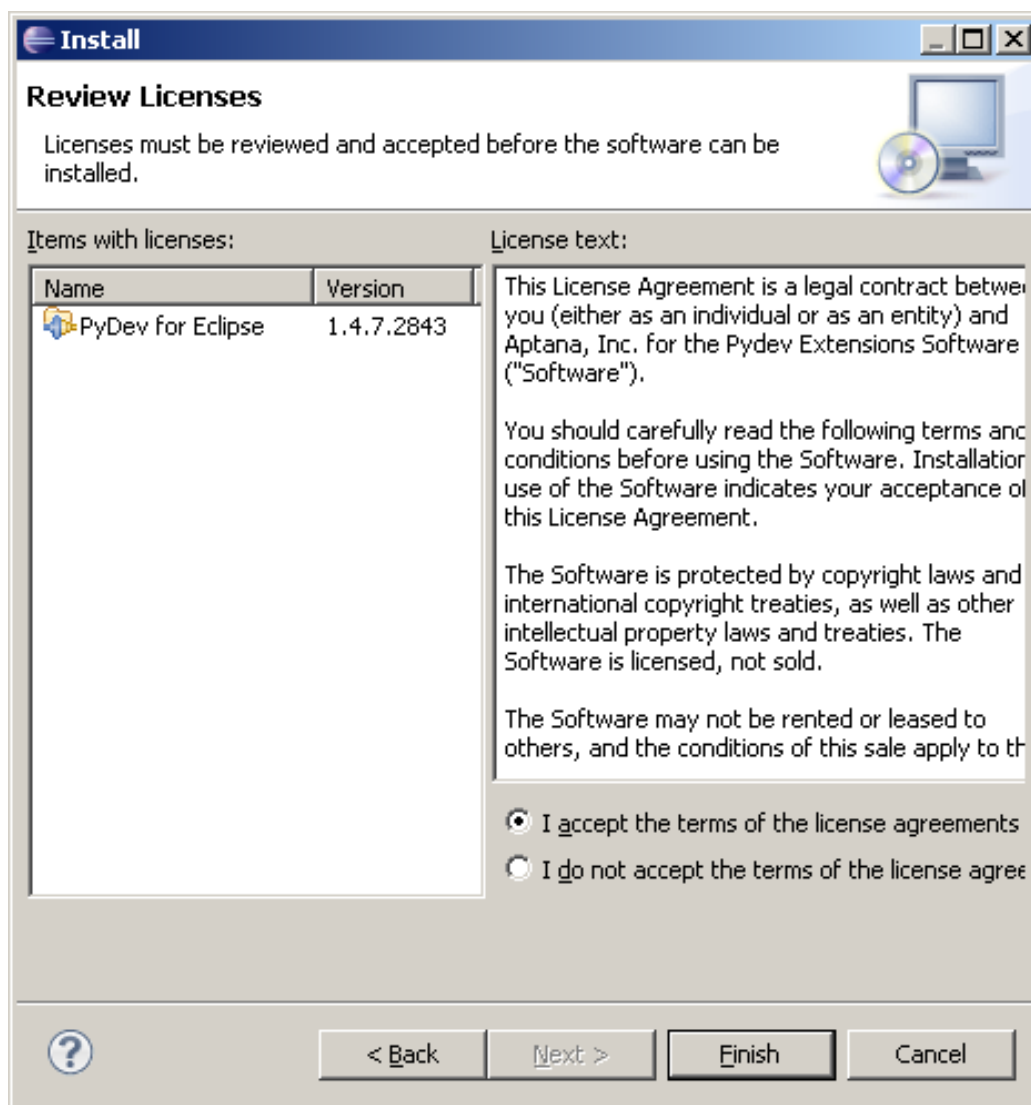 Install
Review Licenses
Licenses must be reviewed and accepted before the software can be
installed.
Items with licenses:
Name Version
PyDev for Eclipse 1.4.7.2843
License text:
This License Agreement is a legal contract betwee
you (either as an individual or as an entity) and
Aptana, Inc. for the Pydev Extensions Software
("Software").
You should carefully read the following terms and
conditions before using the Software. Installation
use of the Software indicates your acceptance of
this License Agreement.
The Software is protected by copyright laws and
international copyright treaties, as well as other
intellectual property laws and treaties. The
Software is licensed, not sold.
The Software may not be rented or leased to
others, and the conditions of this sale apply to th
I accept the terms of the license agreements
I do not accept the terms of the license agree
< Back
Next >
Finish
Cancel